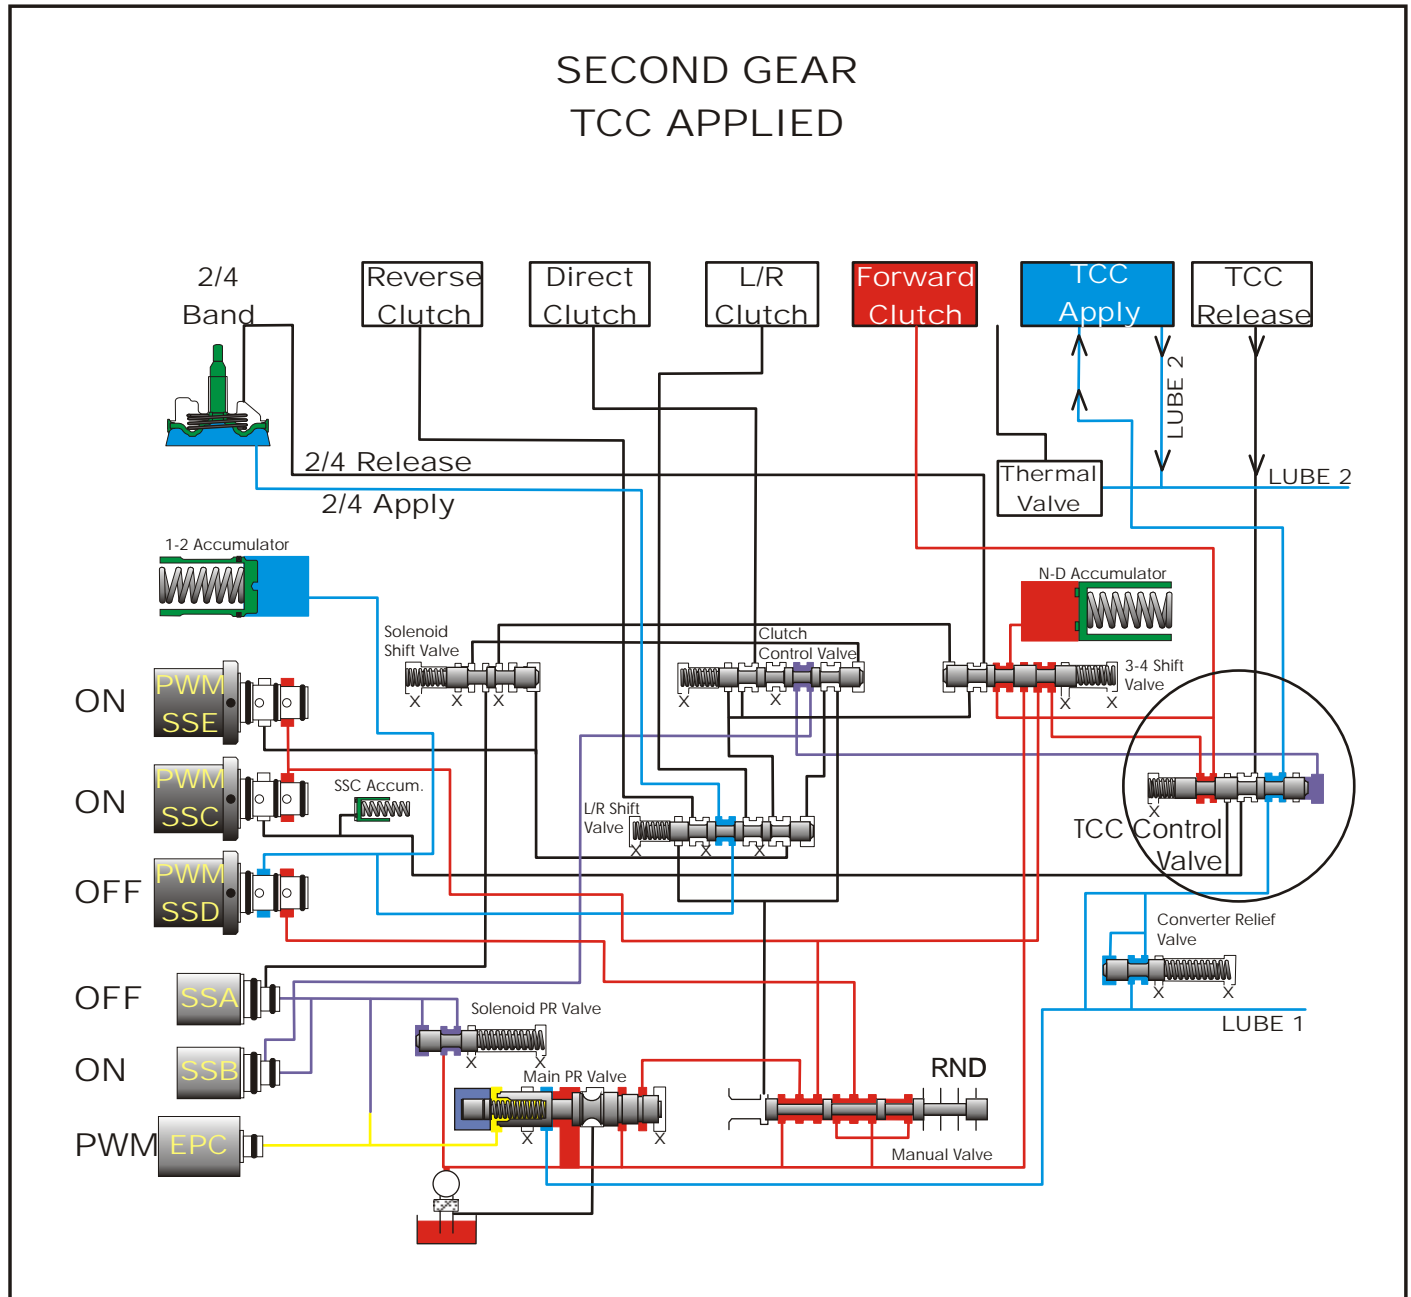 SECOND GEAR
TCC APPLIED
2/4
Band
Reverse
Clutch
Direct
Clutch
L/R
Clutch
Forward
Clutch
TCC
Apply
TCC
Release
LUBE 2
2/4 Release
2/4 Apply
Thermal
Valve
LUBE 2
1-2 Accumulator
N-D Accumulator
Solenoid
Shift Valve
Clutch
Control Valve
3-4 Shift
Valve
X
X
X
X
X
X
X
ON
PWM
SSE
ON
PWM
SSC
SSC Accum.
L/R Shift
Valve
X
X
X
X
TCC Control
Valve
OFF
PWM
SSD
Converter Relief
Valve
X
X
OFF
SSA
Solenoid PR Valve
X
X
LUBE 1
ON
SSB
Main PR Valve
RND
X
X
PWM
EPC
Manual Valve